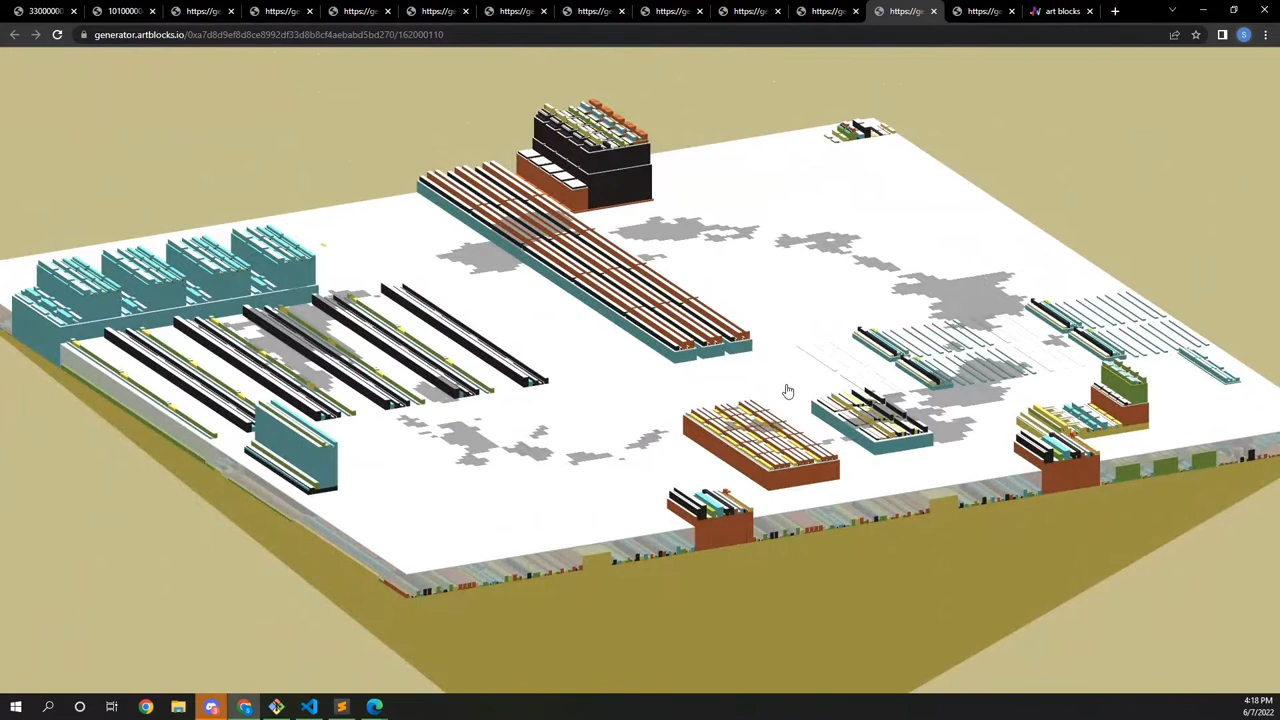 33000000
10100000
https://ge
https://ge
https://ge
https://ge
https://ge
https://ge
https://ge
https://ge
https://ge
https://ge
https://ge
art blocks
generator.artblocks.io/0xa7d8d9ef8d8ce8992df33d8b8cf4aebabd5bd270/162000110
S
4:18 PM
6/7/2022